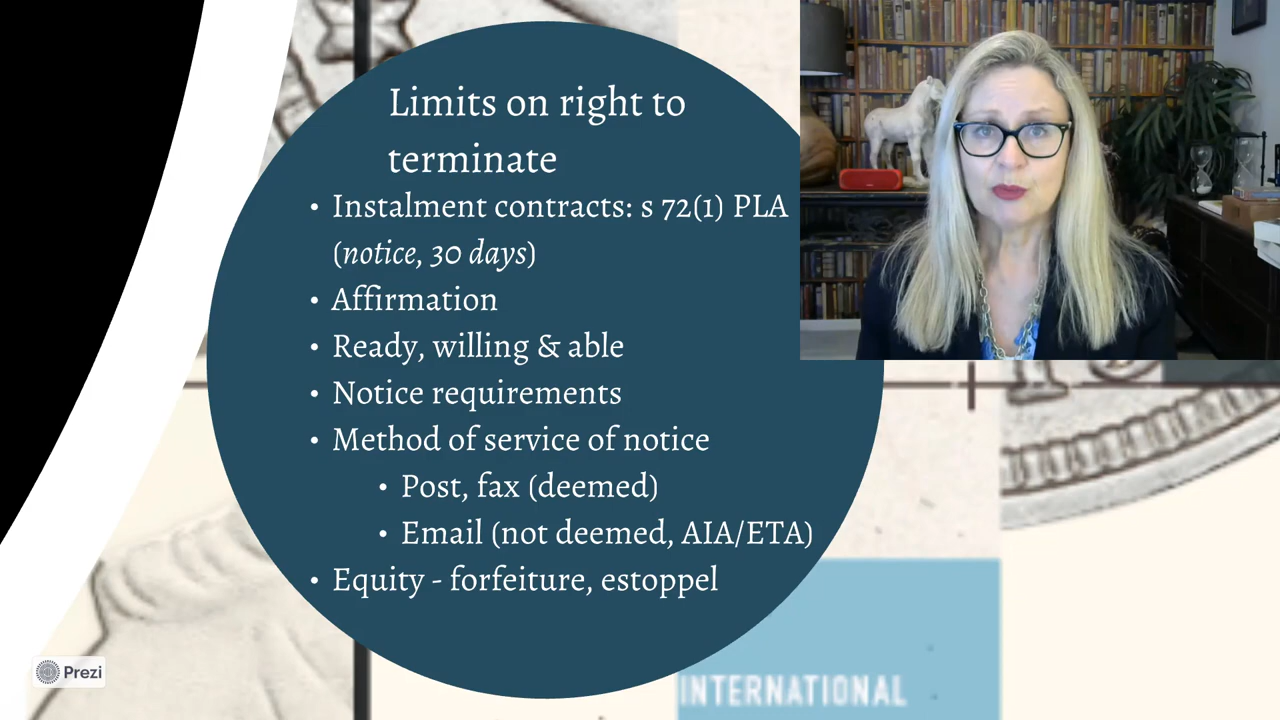 Limits on right to
terminate
• Instalment contracts: s 72(1) PLA
(notice, 30 days)
• Affirmation
• Ready, willing & able
• Notice requirements
• Method of service of notice
• Post, fax (deemed)
• Email (not deemed, AIA/ETA)
• Equity - forfeiture, estoppel
Prezi
INTERNATIONAL